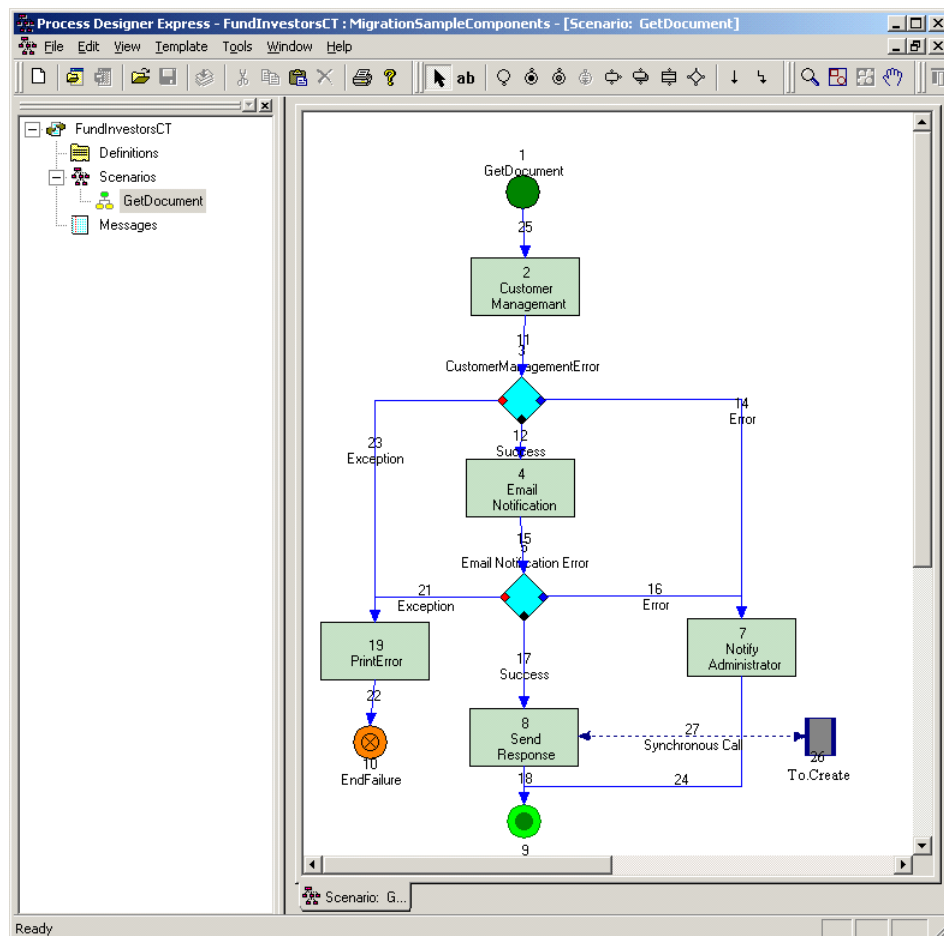 Process Designer Express - FundInvestorsCT : MigrationSampleComponents - [Scenario: GetDocument]
File Edit View Template Tools Window Help
ab
FundInvestorsCT
Definitions
Scenarios
GetDocument
Messages
1
GetDocument
25
2
Customer
Managemant
11
3
CustomerManagementError
14
Error
23
Exception
12
Success
4
Email
Notification
15
5
Email Notification Error
21
Exception
16
Error
19
PrintError
7
Notify
Administrator
17
Success
22
8
Send
Response
27
Synchronous Cal
26
To.Create
10
EndFailure
18
24
9
Scenario: G...
Ready